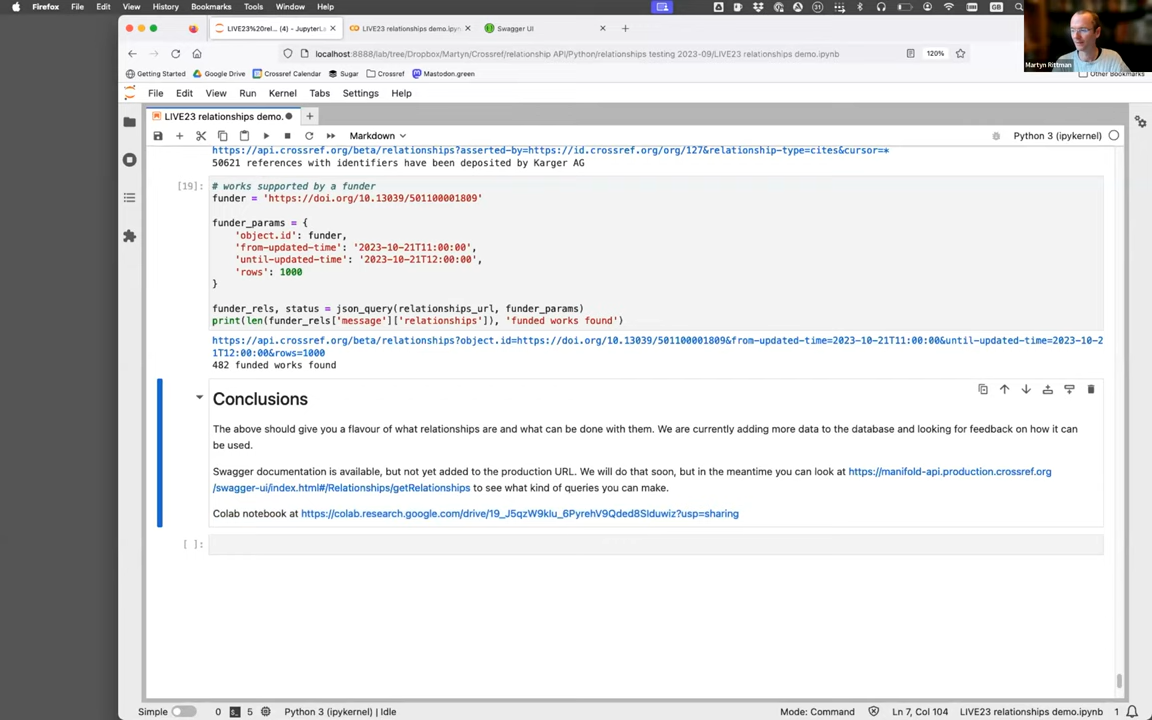 Firefox File Edit View History Bookmarks Tools Window Help
LIVE23%20rel... (4) - JupyterLa
LIVE23 relationships demo.ipyn
Swagger UI
localhost:8888/lab/tree/Dropbox/Martyn/Crossref/relationship API/Python/relationships testing 2023-09/LIVE23 relationships demo.ipynb
120%
Martyn Rittman
Getting Started Google Drive Crossref Calendar Sugar Crossref Mastodon.green
Other Bookmarks
File Edit View Run Kernel Tabs Settings Help
LIVE23 relationships demo.
Markdown
Python 3 (ipykernel)
https://api.crossref.org/beta/relationships?asserted-by=https://id.crossref.org/org/127&relationship-type=cites&cursor=*
50621 references with identifiers have been deposited by Karger AG
[19]:
# works supported by a funder
funder = 'https://doi.org/10.13039/501100001809'
funder_params = {
'object.id': funder,
'from-updated-time': '2023-10-21T11:00:00',
'until-updated-time': '2023-10-21T12:00:00',
'rows': 1000
}
funder_rels, status = json_query(relationships_url, funder_params)
print(len(funder_rels['message']['relationships']), 'funded works found')
https://api.crossref.org/beta/relationships?object.id=https://doi.org/10.13039/501100001809&from-updated-time=2023-10-21T11:00:00&until-updated-time=2023-10-2
1T12:00:00&rows=1000
482 funded works found
Conclusions
The above should give you a flavour of what relationships are and what can be done with them. We are currently adding more data to the database and looking for feedback on how it can
be used.
Swagger documentation is available, but not yet added to the production URL. We will do that soon, but in the meantime you can look at https://manifold-api.production.crossref.org
/swagger-ui/index.html#/Relationships/getRelationships to see what kind of queries you can make.
Colab notebook at https://colab.research.google.com/drive/19_J5qzW9klu_6PyrehV9Qded8Slduwiz?usp=sharing
[ ]:
Simple 0 5 Python 3 (ipykernel) | Idle
Mode: Command Ln 7, Col 104 LIVE23 relationships demo.ipynb 1